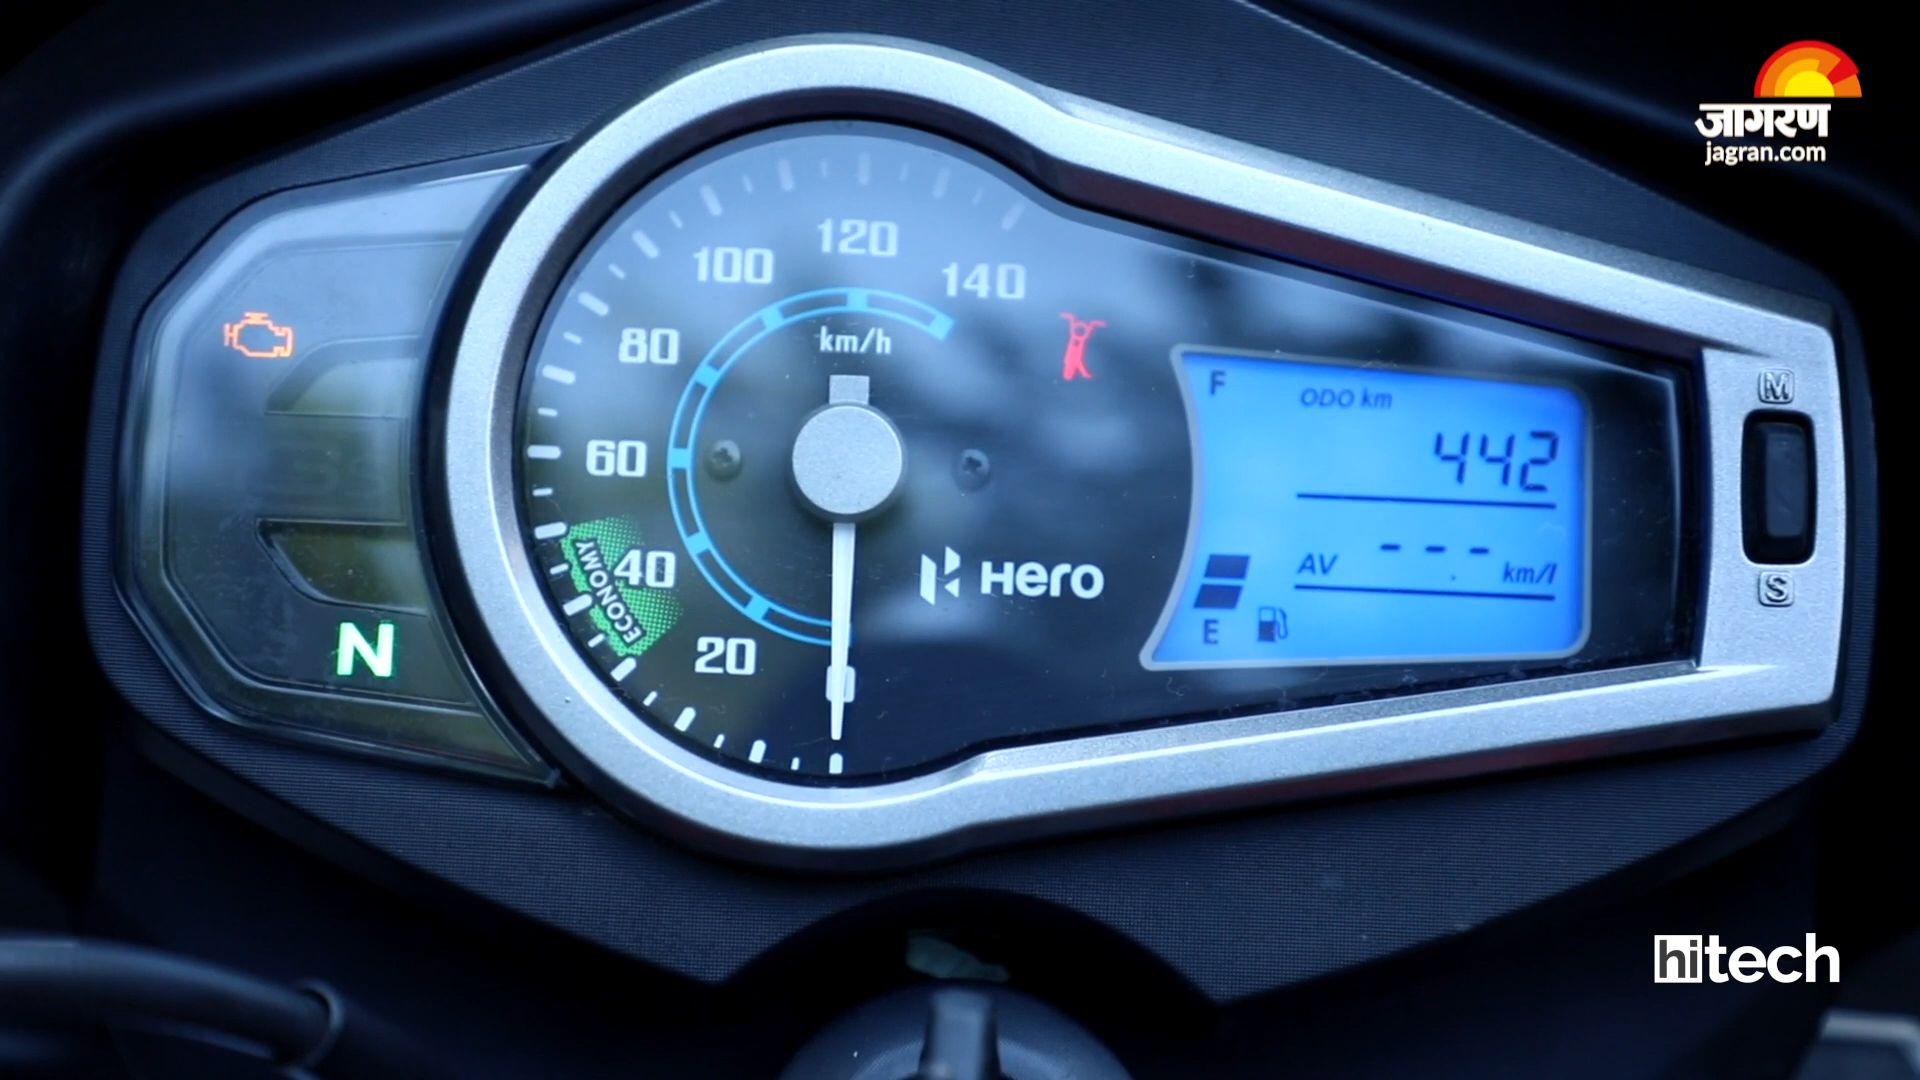 जागरण
jagran.com
120
100
140
80
km/h
60
40
ECONOMY
20
0
N
Hero
F
ODO km
442
AV ---.- km/l
E
M
S
hitech